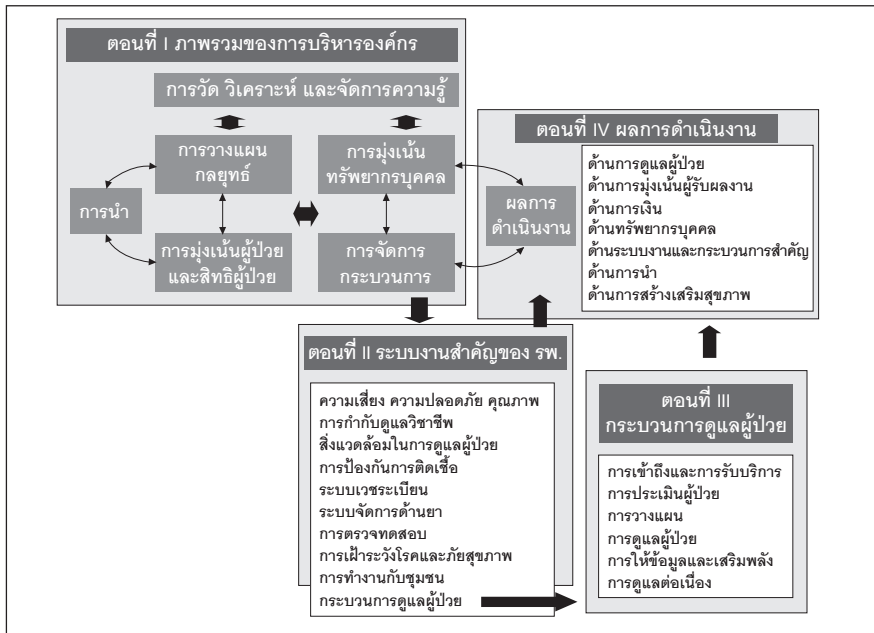 ตอนที่ I ภาพรวมของการบริหารองค์กร
การวัด วิเคราะห์ และจัดการความรู้
การวางแผน
กลยุทธ์
การมุ่งเน้น
ทรัพยากรบุคคล
การนำ
การมุ่งเน้นผู้ป่วย
และสิทธิผู้ป่วย
การจัดการ
กระบวนการ
ผลการ
ดำเนินงาน
ตอนที่ IV ผลการดำเนินงาน
ด้านการดูแลผู้ป่วย
ด้านการมุ่งเน้นผู้รับผลงาน
ด้านการเงิน
ด้านทรัพยากรบุคคล
ด้านระบบงานและกระบวนการสำคัญ
ด้านการนำ
ด้านการสร้างเสริมสุขภาพ
ตอนที่ II ระบบงานสำคัญของ รพ.
ความเสี่ยง ความปลอดภัย คุณภาพ
การกำกับดูแลวิชาชีพ
สิ่งแวดล้อมในการดูแลผู้ป่วย
การป้องกันการติดเชื้อ
ระบบเวชระเบียน
ระบบจัดการด้านยา
การตรวจทดสอบ
การเฝ้าระวังโรคและภัยสุขภาพ
การทำงานกับชุมชน
กระบวนการดูแลผู้ป่วย
ตอนที่ III
กระบวนการดูแลผู้ป่วย
การเข้าถึงและการรับบริการ
การประเมินผู้ป่วย
การวางแผน
การดูแลผู้ป่วย
การให้ข้อมูลและเสริมพลัง
การดูแลต่อเนื่อง